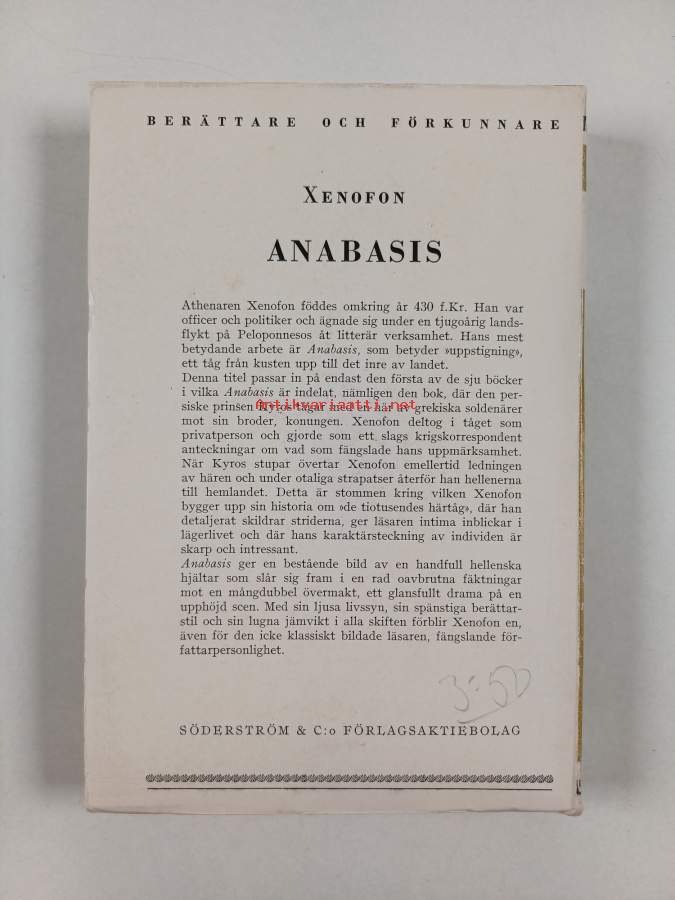 BERÄTTARE OCH FÖRKUNNARE
XENOFON
ANABASIS
Athenaren Xenofon föddes omkring år 430 f.Kr. Han var
officer och politiker och ägnade sig under en tjugoårig lands-
flykt på Peloponnesos åt litterär verksamhet. Hans mest
betydande arbete är Anabasis, som betyder »uppstigning»,
ett tåg från kusten upp till det inre av landet.
Denna titel passar in på endast den första av de sju böcker
i vilka Anabasis är indelat, nämligen den bok, där den per-
siske prinsen Kyros tågar med en här av grekiska soldenärer
antikvariaatti.net
mot sin broder, konungen. Xenofon deltog i tåget som
privatperson och gjorde som ett slags krigskorrespondent
anteckningar om vad som fängslade hans uppmärksamhet.
När Kyros stupar övertar Xenofon emellertid ledningen
av hären och under otaliga strapatser återför han hellenerna
till hemlandet. Detta är stommen kring vilken Xenofon
bygger upp sin historia om »de tiotusendes härtåg», där han
detaljerat skildrar striderna, ger läsaren intima inblickar i
lägerlivet och där hans karaktärsteckning av individen är
skarp och intressant.
Anabasis ger en bestående bild av en handfull hellenska
hjältar som slår sig fram i en rad oavbrutna fäktningar
mot en mångdubbel övermakt, ett glansfullt drama på en
upphöjd scen. Med sin ljusa livssyn, sin spänstiga berättar-
stil och sin lugna jämvikt i alla skiften förblir Xenofon en,
även för den icke klassiskt bildade läsaren, fängslande för-
fattarpersonlighet.
3:50
SÖDERSTRÖM & C:o FÖRLAGSAKTIEBOLAG